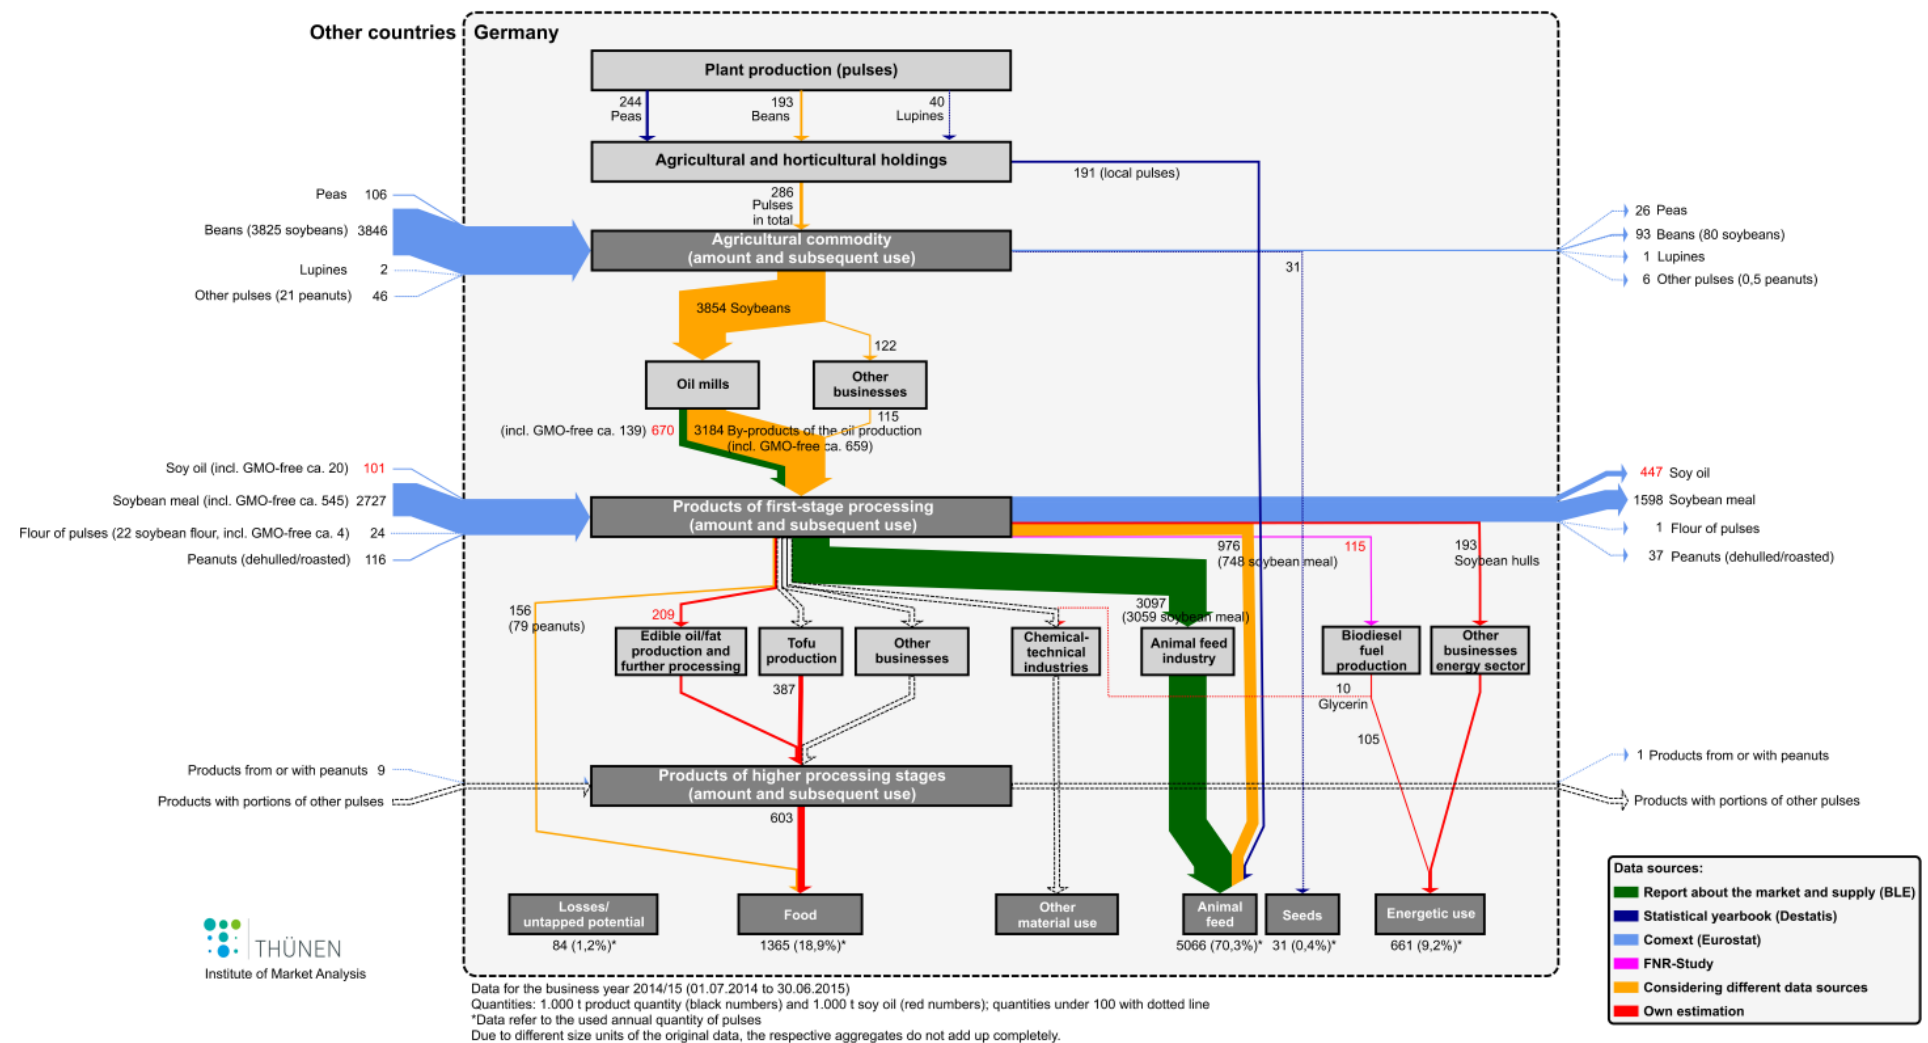 Other countries
Germany
Plant production (pulses)
244
Peas
193
Beans
40
Lupines
Agricultural and horticultural holdings
191 (local pulses)
286
Pulses
in total
Peas 106
Beans (3825 soybeans) 3846
Lupines 2
Other pulses (21 peanuts) 46
Agricultural commodity
(amount and subsequent use)
26 Peas
93 Beans (80 soybeans)
1 Lupines
6 Other pulses (0,5 peanuts)
31
3854 Soybeans
122
Oil mills
Other
businesses
115
(incl. GMO-free ca. 139) 670
3184 By-products of the oil production
(incl. GMO-free ca. 659)
Soy oil (incl. GMO-free ca. 20) 101
Soybean meal (incl. GMO-free ca. 545) 2727
Flour of pulses (22 soybean flour, incl. GMO-free ca. 4) 24
Peanuts (dehulled/roasted) 116
Products of first-stage processing
(amount and subsequent use)
447 Soy oil
1598 Soybean meal
1 Flour of pulses
37 Peanuts (dehulled/roasted)
976
(748 soybean meal)
115
193
Soybean hulls
156
(79 peanuts)
209
3097
(3059 soybean meal)
Edible oil/fat
production and
further processing
Tofu
production
Other
businesses
Chemical-
technical
industries
Animal feed
industry
Biodiesel
fuel
production
Other
businesses
energy sector
387
10
Glycerin
105
Products from or with peanuts 9
Products with portions of other pulses
Products of higher processing stages
(amount and subsequent use)
1 Products from or with peanuts
Products with portions of other pulses
603
Losses/
untapped potential
84 (1,2%)*
Food
1365 (18,9%)*
Other
material use
Animal
feed
5066 (70,3%)*
Seeds
31 (0,4%)*
Energetic use
661 (9,2%)*
Data sources:
Report about the market and supply (BLE)
Statistical yearbook (Destatis)
Comext (Eurostat)
FNR-Study
Considering different data sources
Own estimation
THÜNEN
Institute of Market Analysis
Data for the business year 2014/15 (01.07.2014 to 30.06.2015)
Quantities: 1.000 t product quantity (black numbers) and 1.000 t soy oil (red numbers); quantities under 100 with dotted line
*Data refer to the used annual quantity of pulses
Due to different size units of the original data, the respective aggregates do not add up completely.